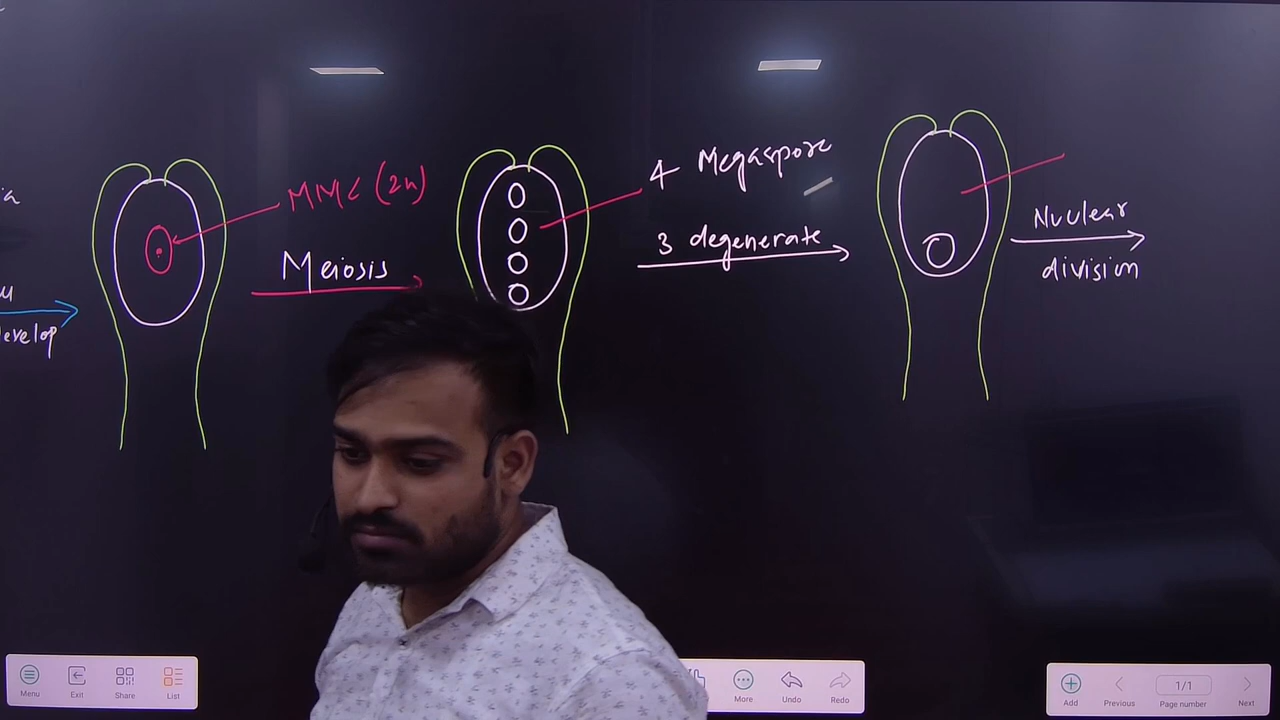 MMC (2n)
Meiosis
4 Megaspore
3 degenerate
Nuclear
division
develop
Menu
Exit
Share
List
More
Undo
Redo
Add
Previous
1/1
Page number
Next